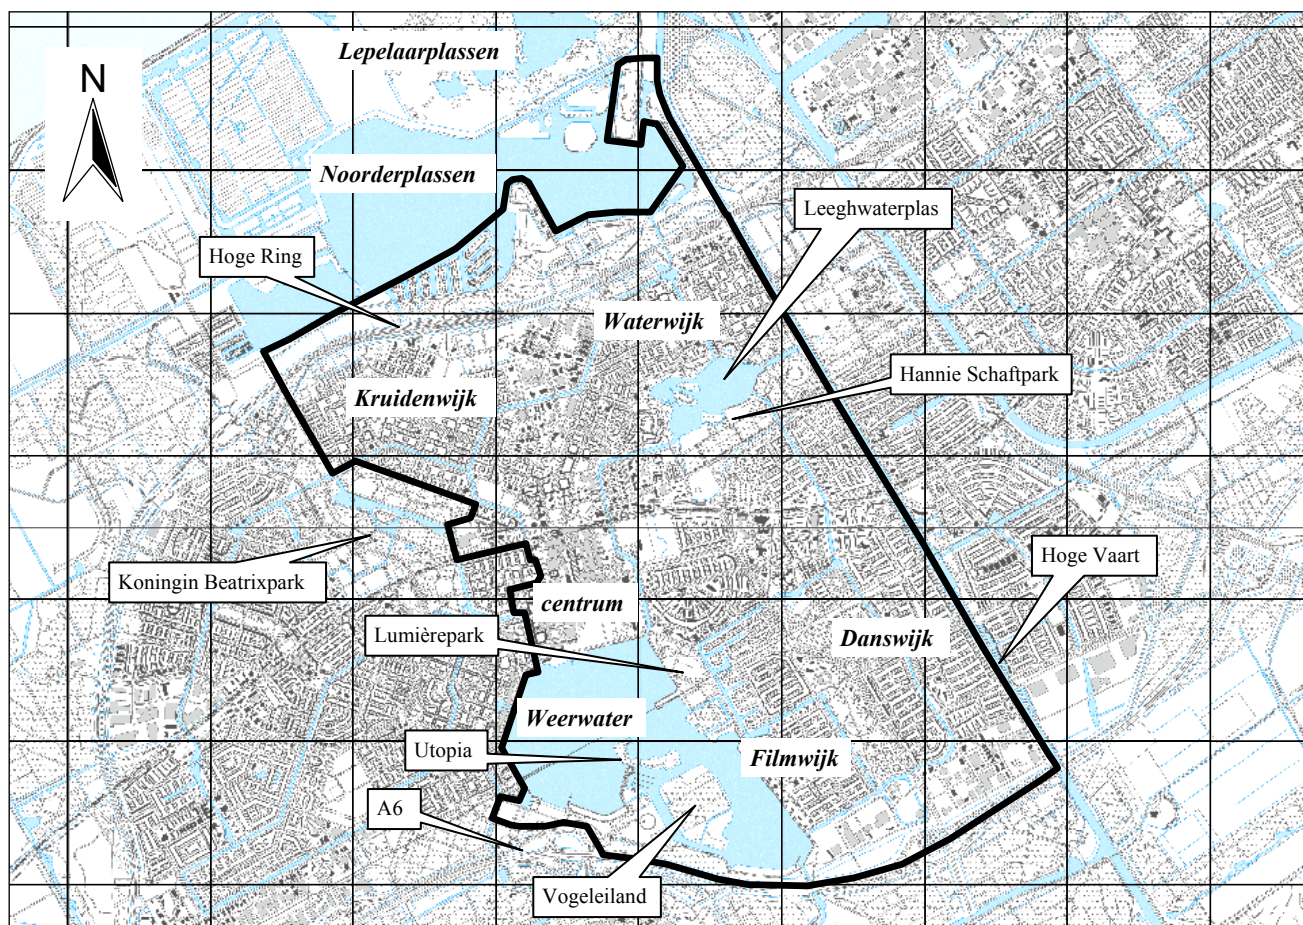 Lepelaarplassen
N
Noorderplassen
Leeghwaterplas
Hoge Ring
Waterwijk
Hannie Schaftpark
Kruidenwijk
Hoge Vaart
Koningin Beatrixpark
centrum
Lumièrepark
Danswijk
Weerwater
Utopia
Filmwijk
A6
Vogeleiland